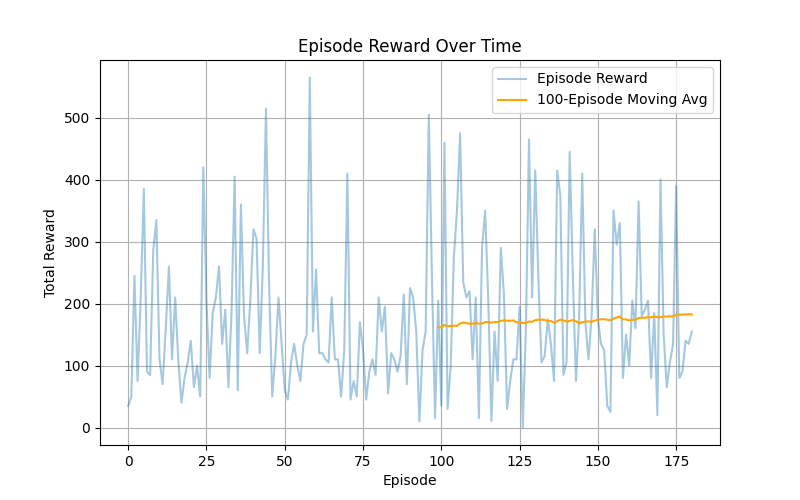 Episode Reward Over Time
Episode Reward
100-Episode Moving Avg
Total Reward
500
400
300
200
100
0
0 25 50 75 100 125 150 175
Episode